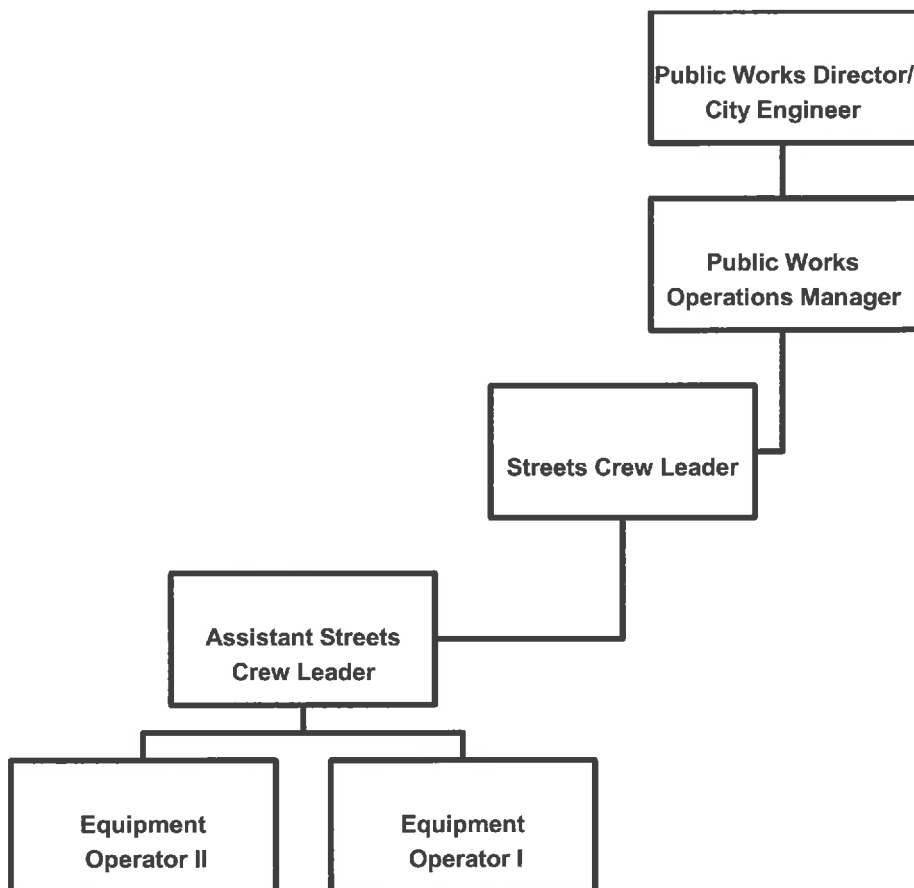 Public Works Director/
City Engineer
Public Works
Operations Manager
Streets Crew Leader
Assistant Streets
Crew Leader
Equipment
Operator II
Equipment
Operator I